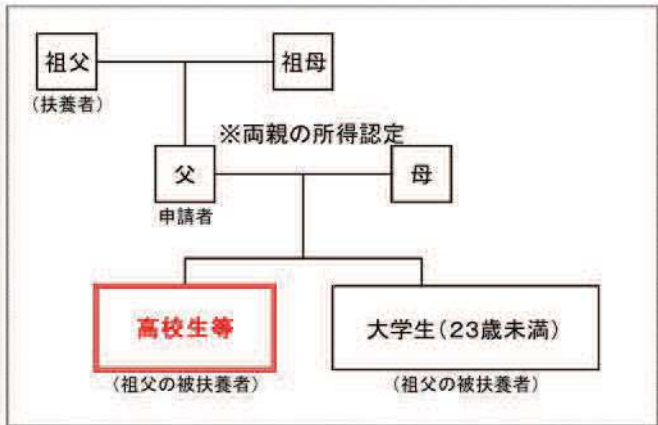 祖父
祖母
(扶養者)
※両親の所得認定
父
母
申請者
高校生等
大学生(23歳未満)
(祖父の被扶養者)
(祖父の被扶養者)